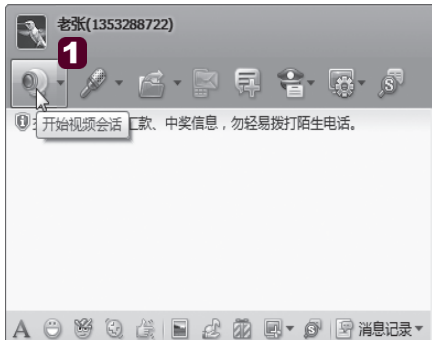 老张(1353288722)
1
开始视频会话
汇款、中奖信息，勿轻易拨打陌生电话。
A
消息记录